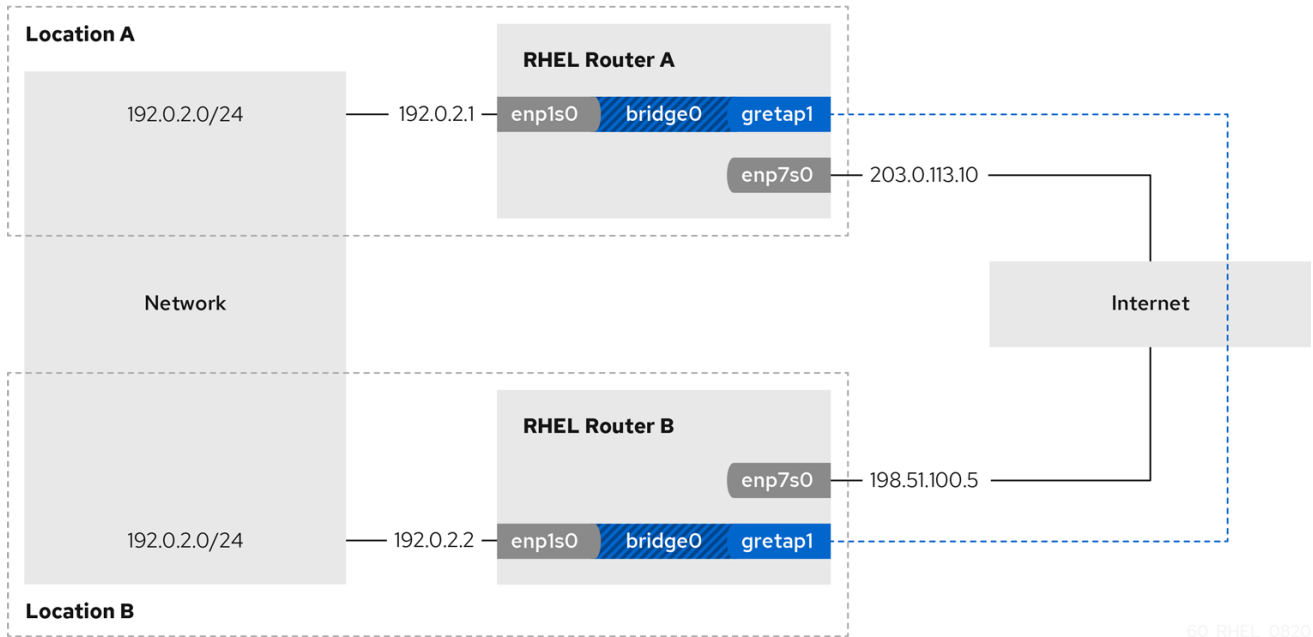 Location A
RHEL Router A
192.0.2.0/24 192.0.2.1 enp1s0 bridge0 gretap1
enp7s0 203.0.113.10
Network
Internet
RHEL Router B
enp7s0 198.51.100.5
192.0.2.0/24 192.0.2.2 enp1s0 bridge0 gretap1
Location B
60_RHEL_0820